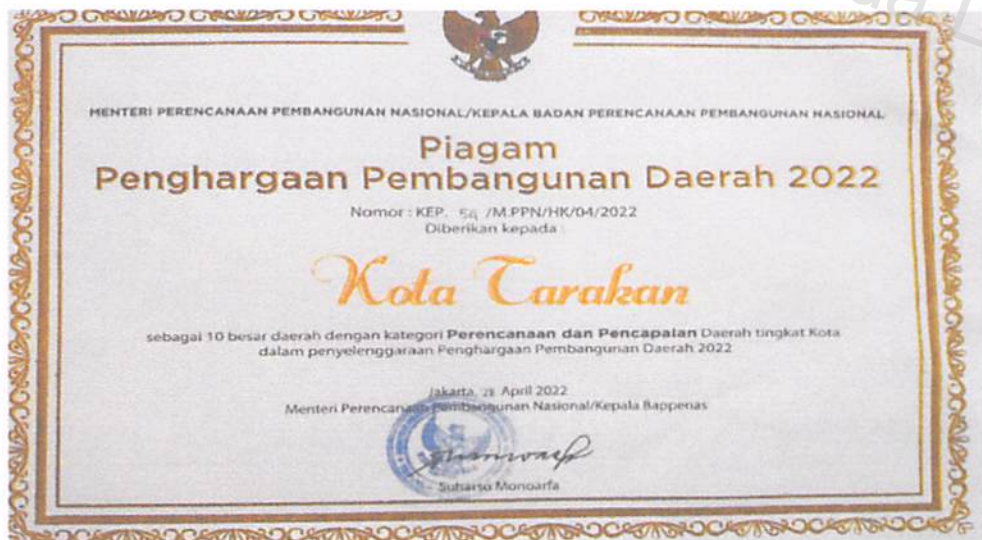 MENTERI PERENCANAAN PEMBANGUNAN NASIONAL/KEPALA BADAN PERENCANAAN PEMBANGUNAN NASIONAL
Piagam
Penghargaan Pembangunan Daerah 2022
Nomor : KEP. 54 /M.PPN/HK/04/2022
Diberikan kepada :
Kota Tarakan
sebagai 10 besar daerah dengan kategori Perencanaan dan Pencapaian Daerah tingkat Kota
dalam penyelenggaraan Penghargaan Pembangunan Daerah 2022
Jakarta, 28 April 2022
Menteri Perencanaan Pembangunan Nasional/Kepala Bappenas
Suharso Monoarfa